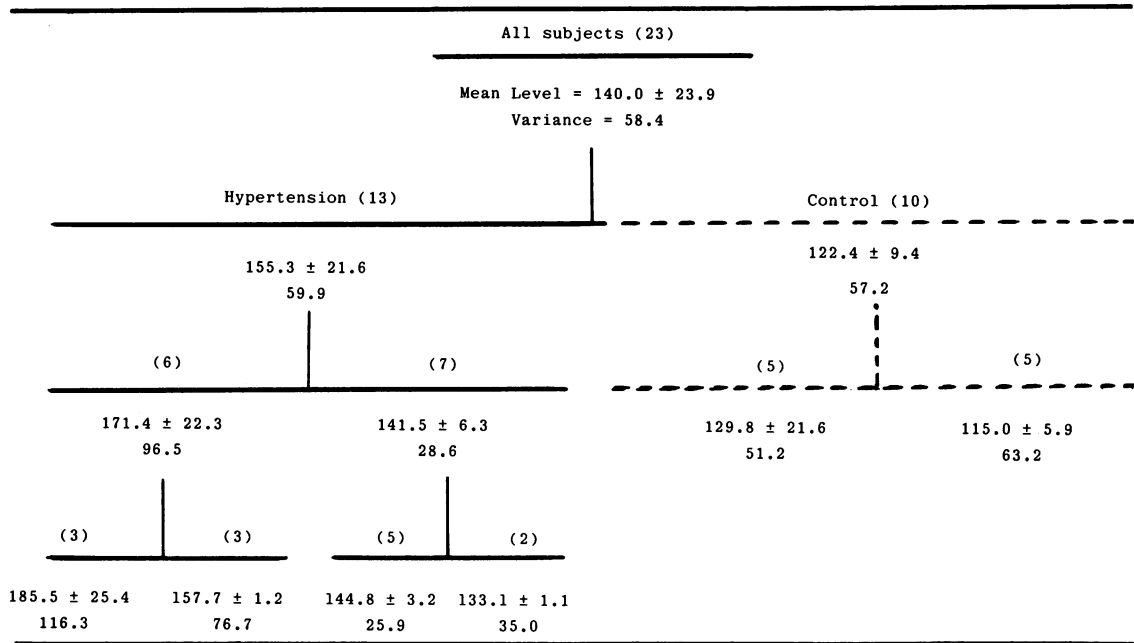 All subjects (23)
Mean Level = 140.0 ± 23.9
Variance = 58.4
Hypertension (13)
Control (10)
155.3 ± 21.6
59.9
122.4 ± 9.4
57.2
(6)
(7)
(5)
(5)
171.4 ± 22.3
96.5
141.5 ± 6.3
28.6
129.8 ± 21.6
51.2
115.0 ± 5.9
63.2
(3)
(3)
(5)
(2)
185.5 ± 25.4
116.3
157.7 ± 1.2
76.7
144.8 ± 3.2
25.9
133.1 ± 1.1
35.0